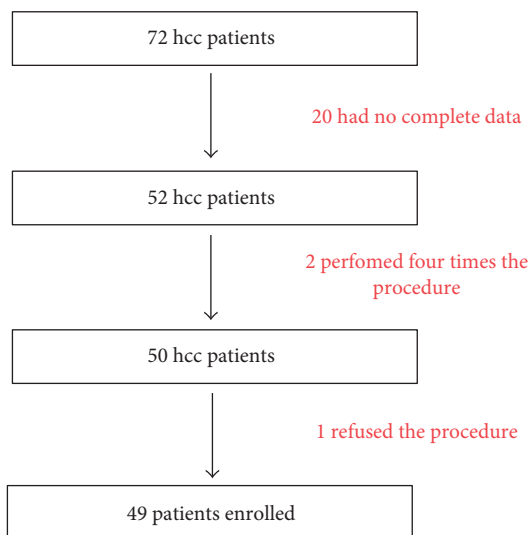 72 hcc patients
20 had no complete data
52 hcc patients
2 perfomed four times the
procedure
50 hcc patients
1 refused the procedure
49 patients enrolled